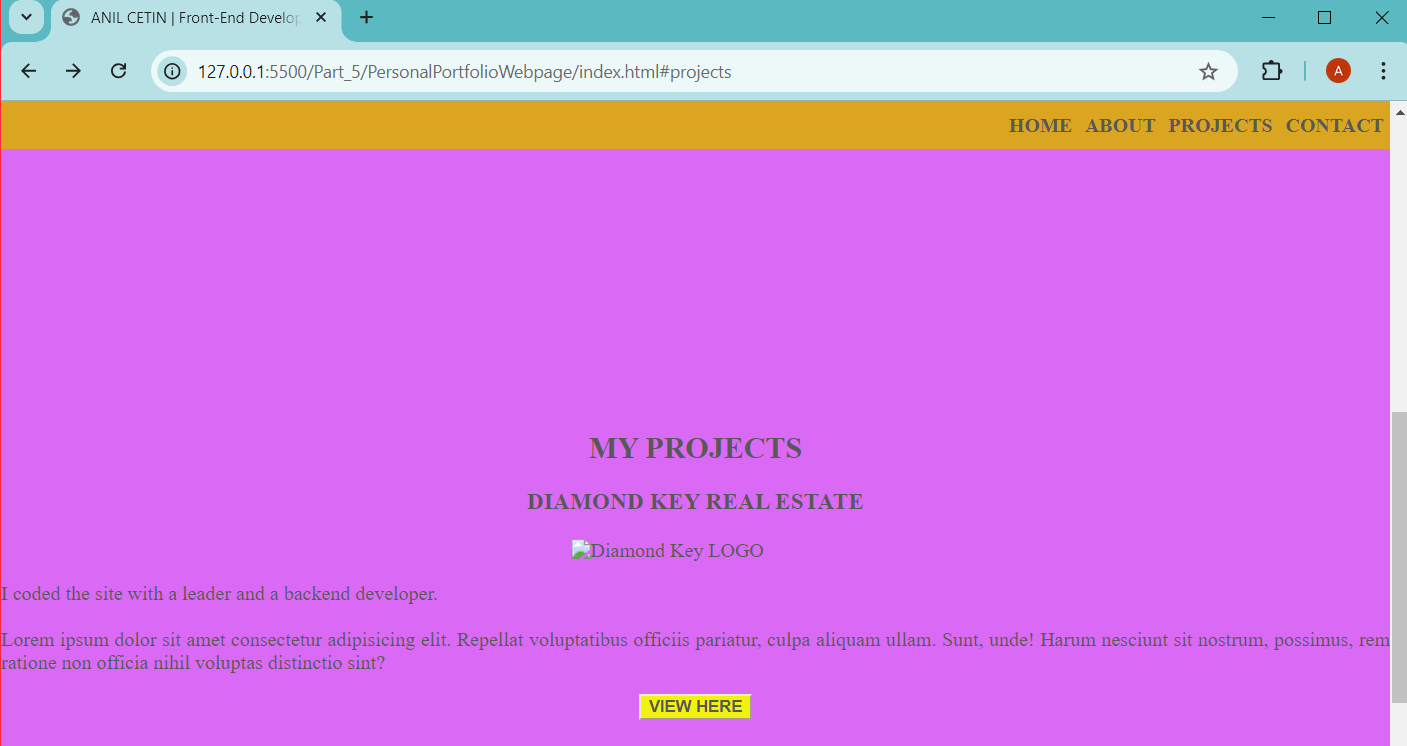 ANIL CETIN | Front-End Develop
127.0.0.1:5500/Part_5/PersonalPortfolioWebpage/index.html#projects
A
HOME ABOUT PROJECTS CONTACT
MY PROJECTS
DIAMOND KEY REAL ESTATE
Diamond Key LOGO
I coded the site with a leader and a backend developer.
Lorem ipsum dolor sit amet consectetur adipisicing elit. Repellat voluptatibus officiis pariatur, culpa aliquam ullam. Sunt, unde! Harum nesciunt sit nostrum, possimus, rem
ratione non officia nihil voluptas distinctio sint?
VIEW HERE